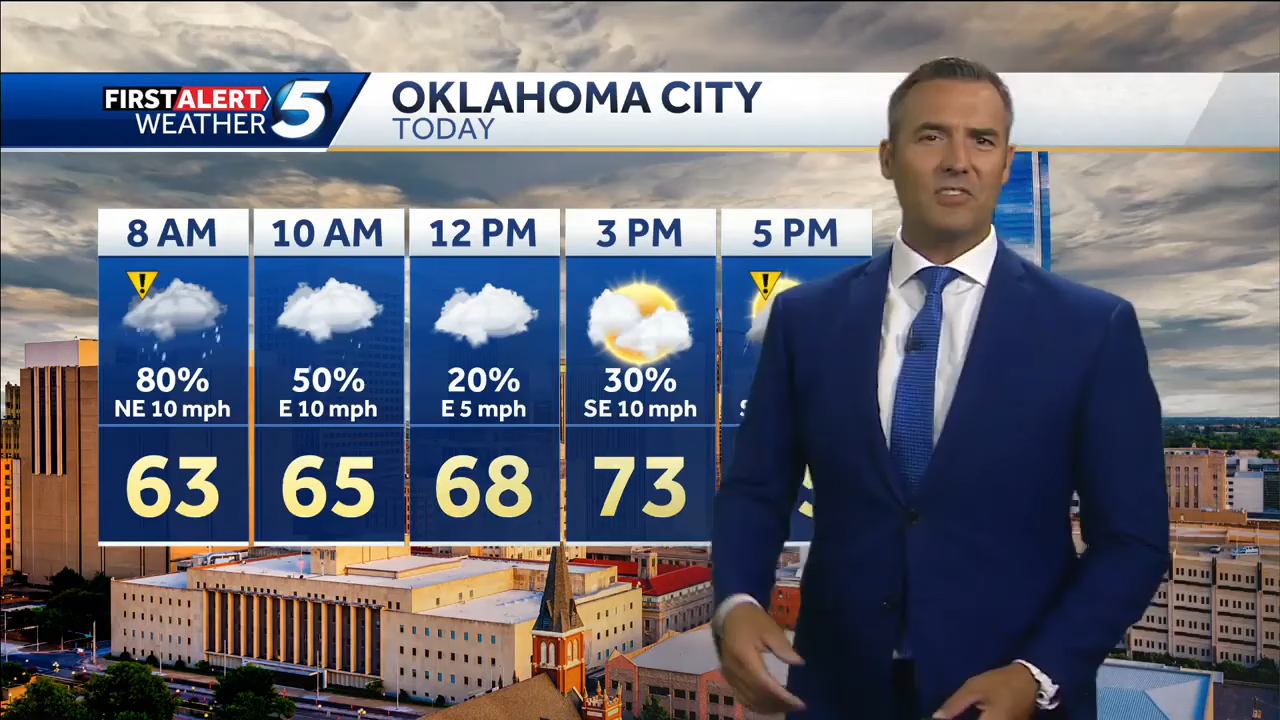 FIRST ALERT
WEATHER 5
OKLAHOMA CITY
TODAY
8 AM
10 AM
12 PM
3 PM
5 PM
!
!
80%
50%
20%
30%
NE 10 mph
E 10 mph
E 5 mph
SE 10 mph
S
63
65
68
73